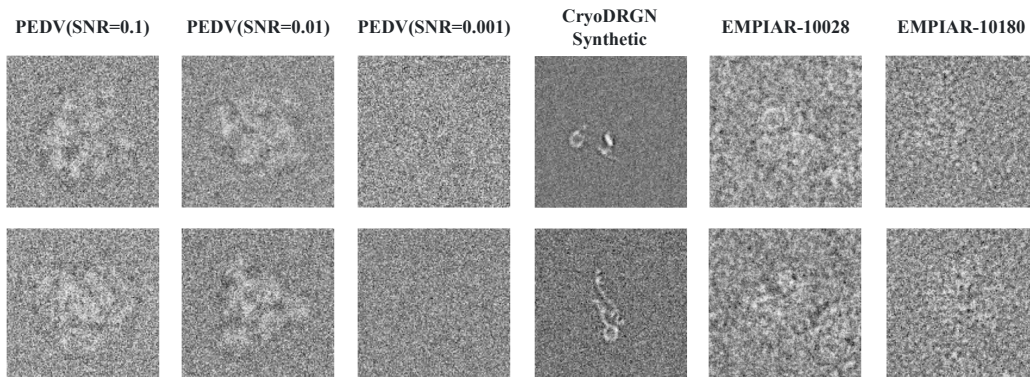 PEDV(SNR=0.1)
PEDV(SNR=0.01)
PEDV(SNR=0.001)
CryoDRGN
Synthetic
EMPIAR-10028
EMPIAR-10180